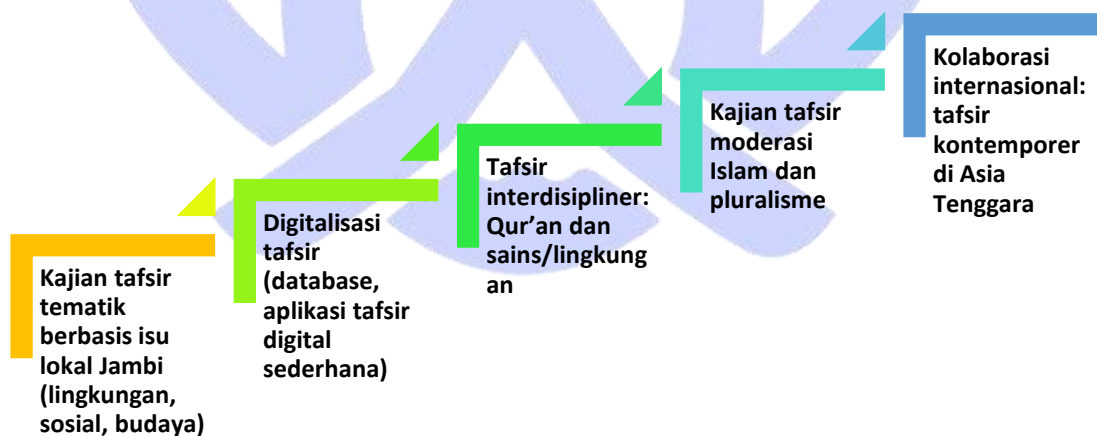 Kajian tafsir
tematik
berbasis isu
lokal Jambi
(lingkungan,
sosial, budaya)
Digitalisasi
tafsir
(database,
aplikasi tafsir
digital
sederhana)
Tafsir
interdisipliner:
Qur’an dan
sains/lingkung
an
Kajian tafsir
moderasi
Islam dan
pluralisme
Kolaborasi
internasional:
tafsir
kontemporer
di Asia
Tenggara